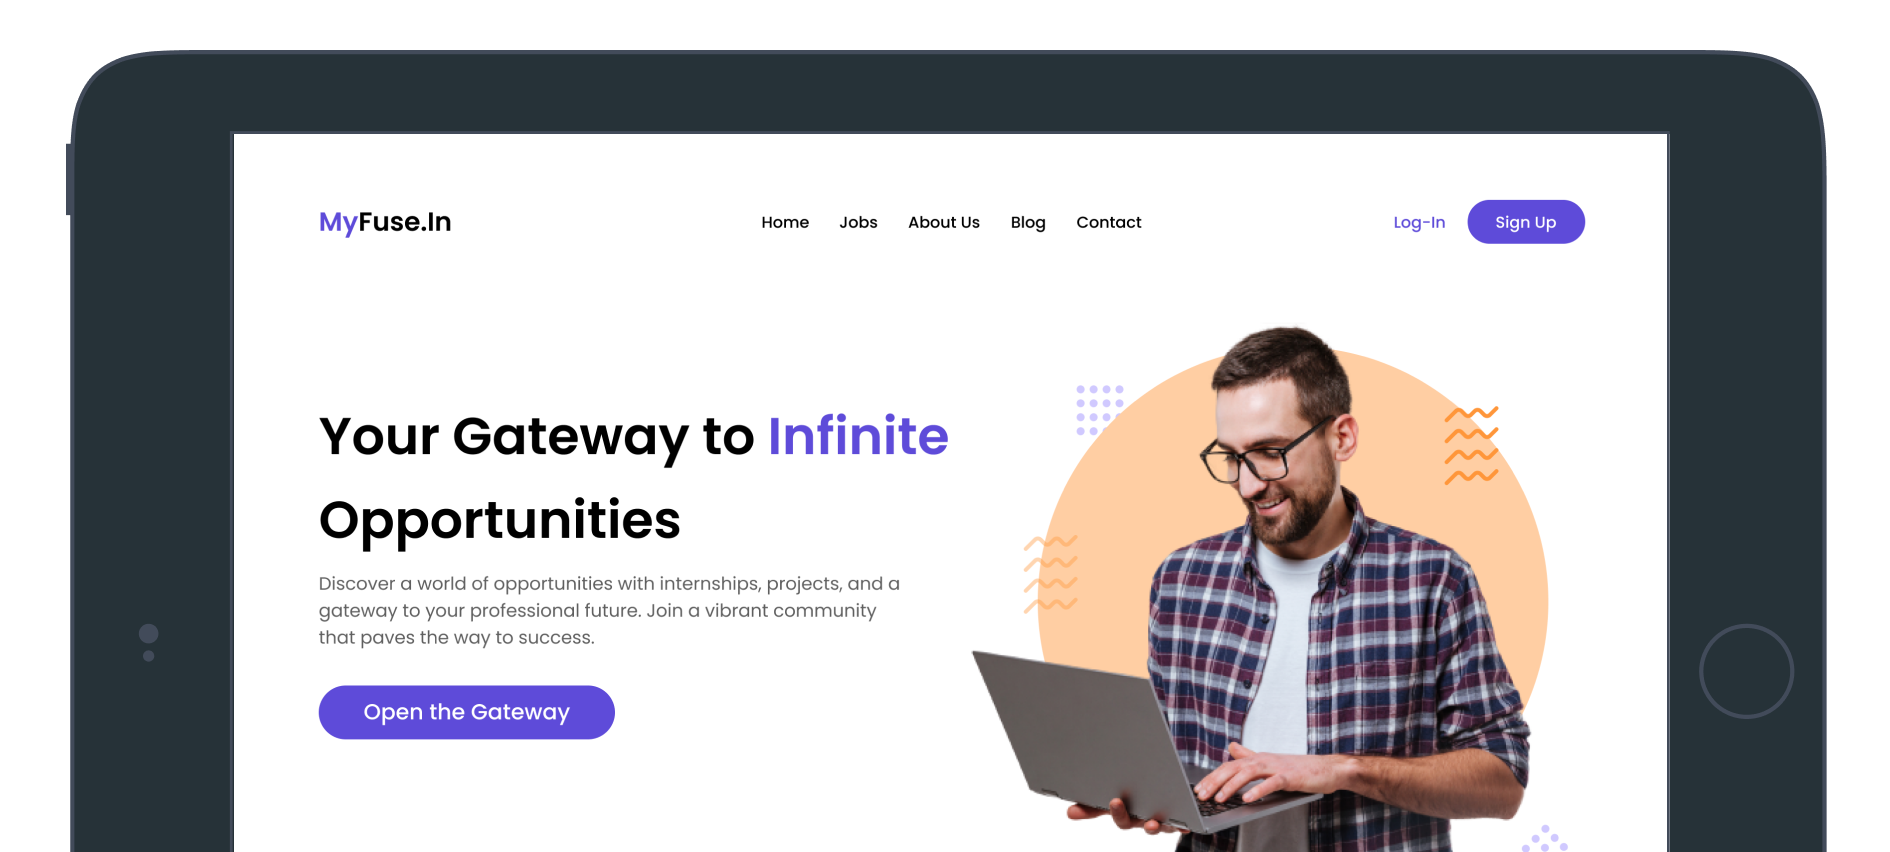 MyFuse.In
Home Jobs About Us Blog Contact
Log-In Sign Up
Your Gateway to Infinite
Opportunities
Discover a world of opportunities with internships, projects, and a
gateway to your professional future. Join a vibrant community
that paves the way to success.
Open the Gateway